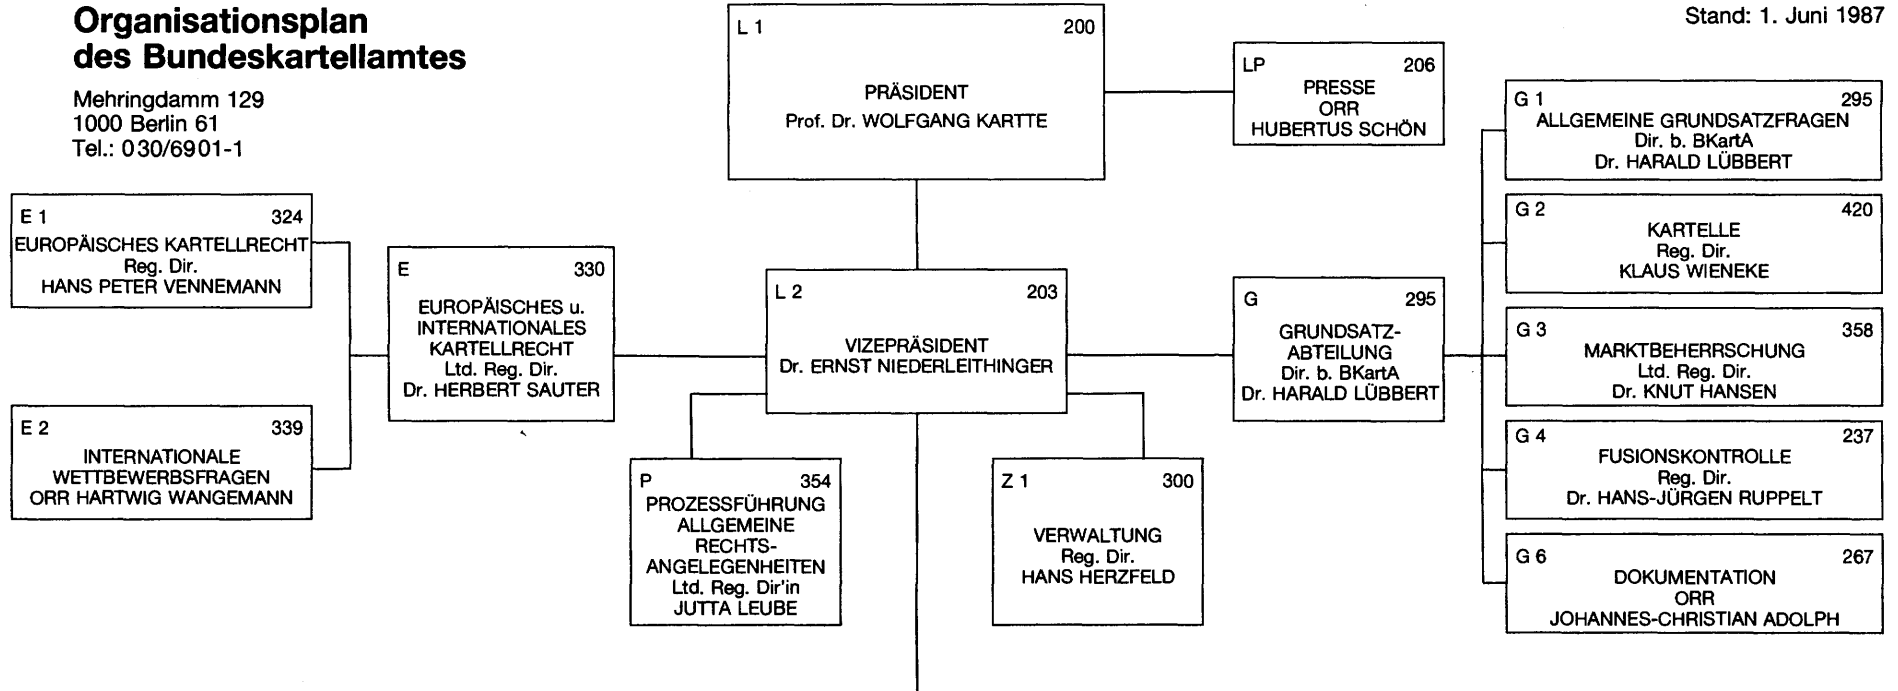 Organisationsplan
des Bundeskartellamtes
Mehringdamm 129
1000 Berlin 61
Tel.: 030/6901-1
Stand: 1. Juni 1987
L 1 200
PRÄSIDENT
Prof. Dr. WOLFGANG KARTTE
LP 206
PRESSE
ORR
HUBERTUS SCHÖN
E 1 324
EUROPÄISCHES KARTELLRECHT
Reg. Dir.
HANS PETER VENNEMANN
E 2 339
INTERNATIONALE
WETTBEWERBSFRAGEN
ORR HARTWIG WANGEMANN
E 330
EUROPÄISCHES u.
INTERNATIONALES
KARTELLRECHT
Ltd. Reg. Dir.
Dr. HERBERT SAUTER
L 2 203
VIZEPRÄSIDENT
Dr. ERNST NIEDERLEITHINGER
P 354
PROZESSFÜHRUNG
ALLGEMEINE
RECHTS-
ANGELEGENHEITEN
Ltd. Reg. Dir'in
JUTTA LEUBE
Z 1 300
VERWALTUNG
Reg. Dir.
HANS HERZFELD
G 295
GRUNDSATZ-
ABTEILUNG
Dir. b. BKartA
Dr. HARALD LÜBBERT
G 1 295
ALLGEMEINE GRUNDSATZFRAGEN
Dir. b. BKartA
Dr. HARALD LÜBBERT
G 2 420
KARTELLE
Reg. Dir.
KLAUS WIENEKE
G 3 358
MARKTBEHERRSCHUNG
Ltd. Reg. Dir.
Dr. KNUT HANSEN
G 4 237
FUSIONSKONTROLLE
Reg. Dir.
Dr. HANS-JÜRGEN RUPPELT
G 6 267
DOKUMENTATION
ORR
JOHANNES-CHRISTIAN ADOLPH